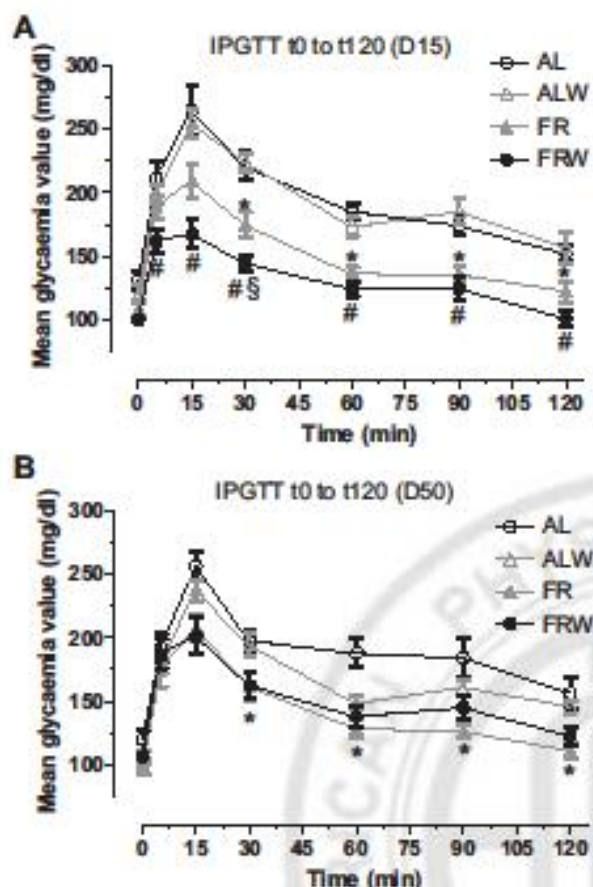 A
IPGTT t0 to t120 (D15)
Mean glycaemia value (mg/dl)
300
250
200
150
100
AL
ALW
FR
FRW
*
* * *
# # #§ # # #
0 15 30 45 60 75 90 105 120
Time (min)
B
IPGTT t0 to t120 (D50)
Mean glycaemia value (mg/dl)
300
250
200
150
100
AL
ALW
FR
FRW
* * * *
0 15 30 45 60 75 90 105 120
Time (min)